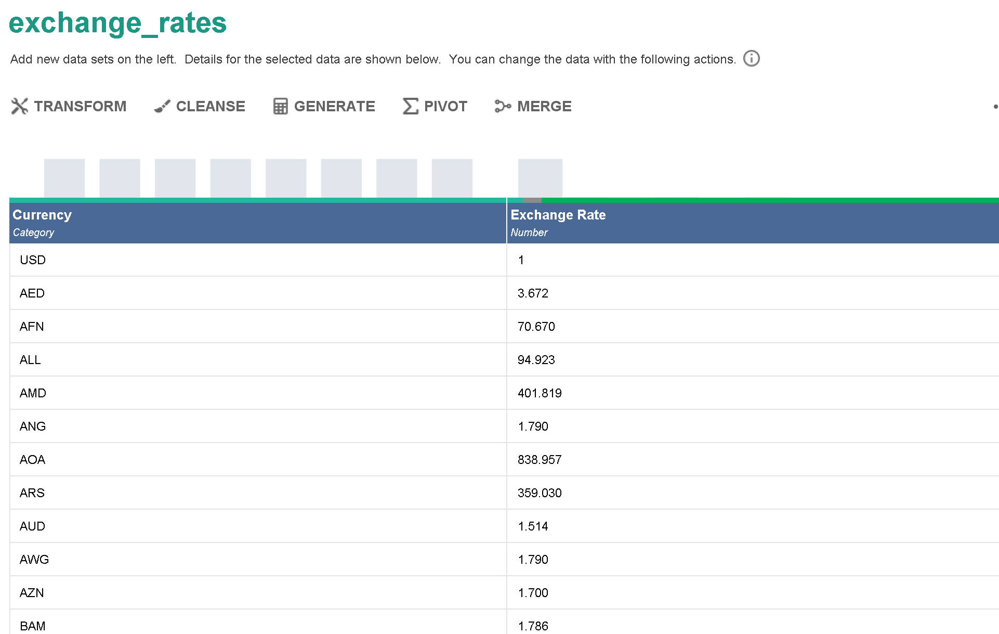 exchange_rates
Add new data sets on the left.  Details for the selected data are shown below.  You can change the data with the following actions.
TRANSFORM CLEANSE GENERATE PIVOT MERGE
Currency Exchange Rate
Category Number
USD 1
AED 3.672
AFN 70.670
ALL 94.923
AMD 401.819
ANG 1.790
AOA 838.957
ARS 359.030
AUD 1.514
AWG 1.790
AZN 1.700
BAM 1.786